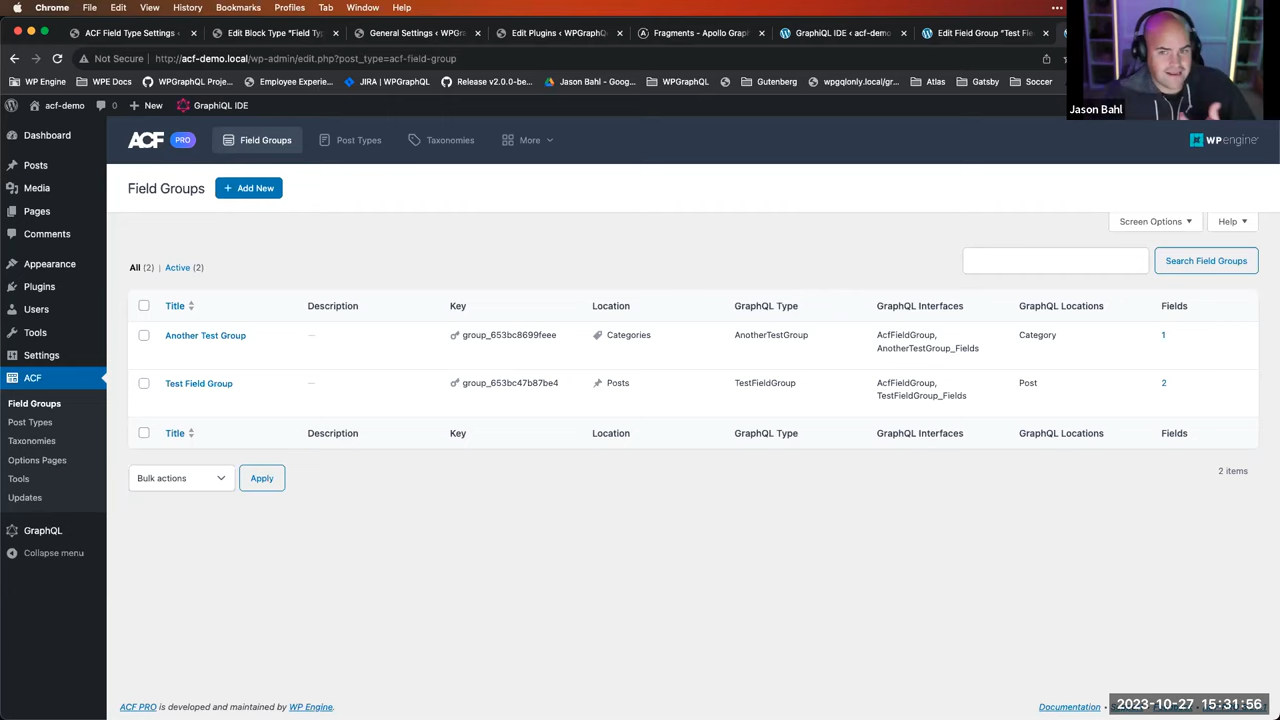 Chrome File Edit View History Bookmarks Profiles Tab Window Help
ACF Field Type Settings ‹ Edit Block Type "Field Typ General Settings ‹ WPGra Edit Plugins ‹ WPGraph Fragments - Apollo Graph GraphiQL IDE ‹ acf-demo Edit Field Group "Test Fie
Not Secure http://acf-demo.local/wp-admin/edit.php?post_type=acf-field-group
WP Engine WPE Docs WPGraphQL Proje... Employee Experie... JIRA | WPGraphQL Release v2.0.0-be... Jason Bahl - Goog... WPGraphQL Gutenberg wpgqlonly.local/gr... Atlas Gatsby Soccer
Jason Bahl
acf-demo 0 New GraphiQL IDE
Dashboard
Posts
Media
Pages
Comments
Appearance
Plugins
Users
Tools
Settings
ACF
Field Groups
Post Types
Taxonomies
Options Pages
Tools
Updates
GraphQL
Collapse menu
ACF PRO Field Groups Post Types Taxonomies More WP engine
Field Groups + Add New
Screen Options Help
All (2) | Active (2)
Search Field Groups
Title Description Key Location GraphQL Type GraphQL Interfaces GraphQL Locations Fields
Another Test Group — group_653bc8699feee Categories AnotherTestGroup AcfFieldGroup, Category 1
AnotherTestGroup_Fields
Test Field Group — group_653bc47b87be4 Posts TestFieldGroup AcfFieldGroup, Post 2
TestFieldGroup_Fields
Title Description Key Location GraphQL Type GraphQL Interfaces GraphQL Locations Fields
Bulk actions Apply
2 items
ACF PRO is developed and maintained by WP Engine.
Documentation ·
2023-10-27 15:31:56